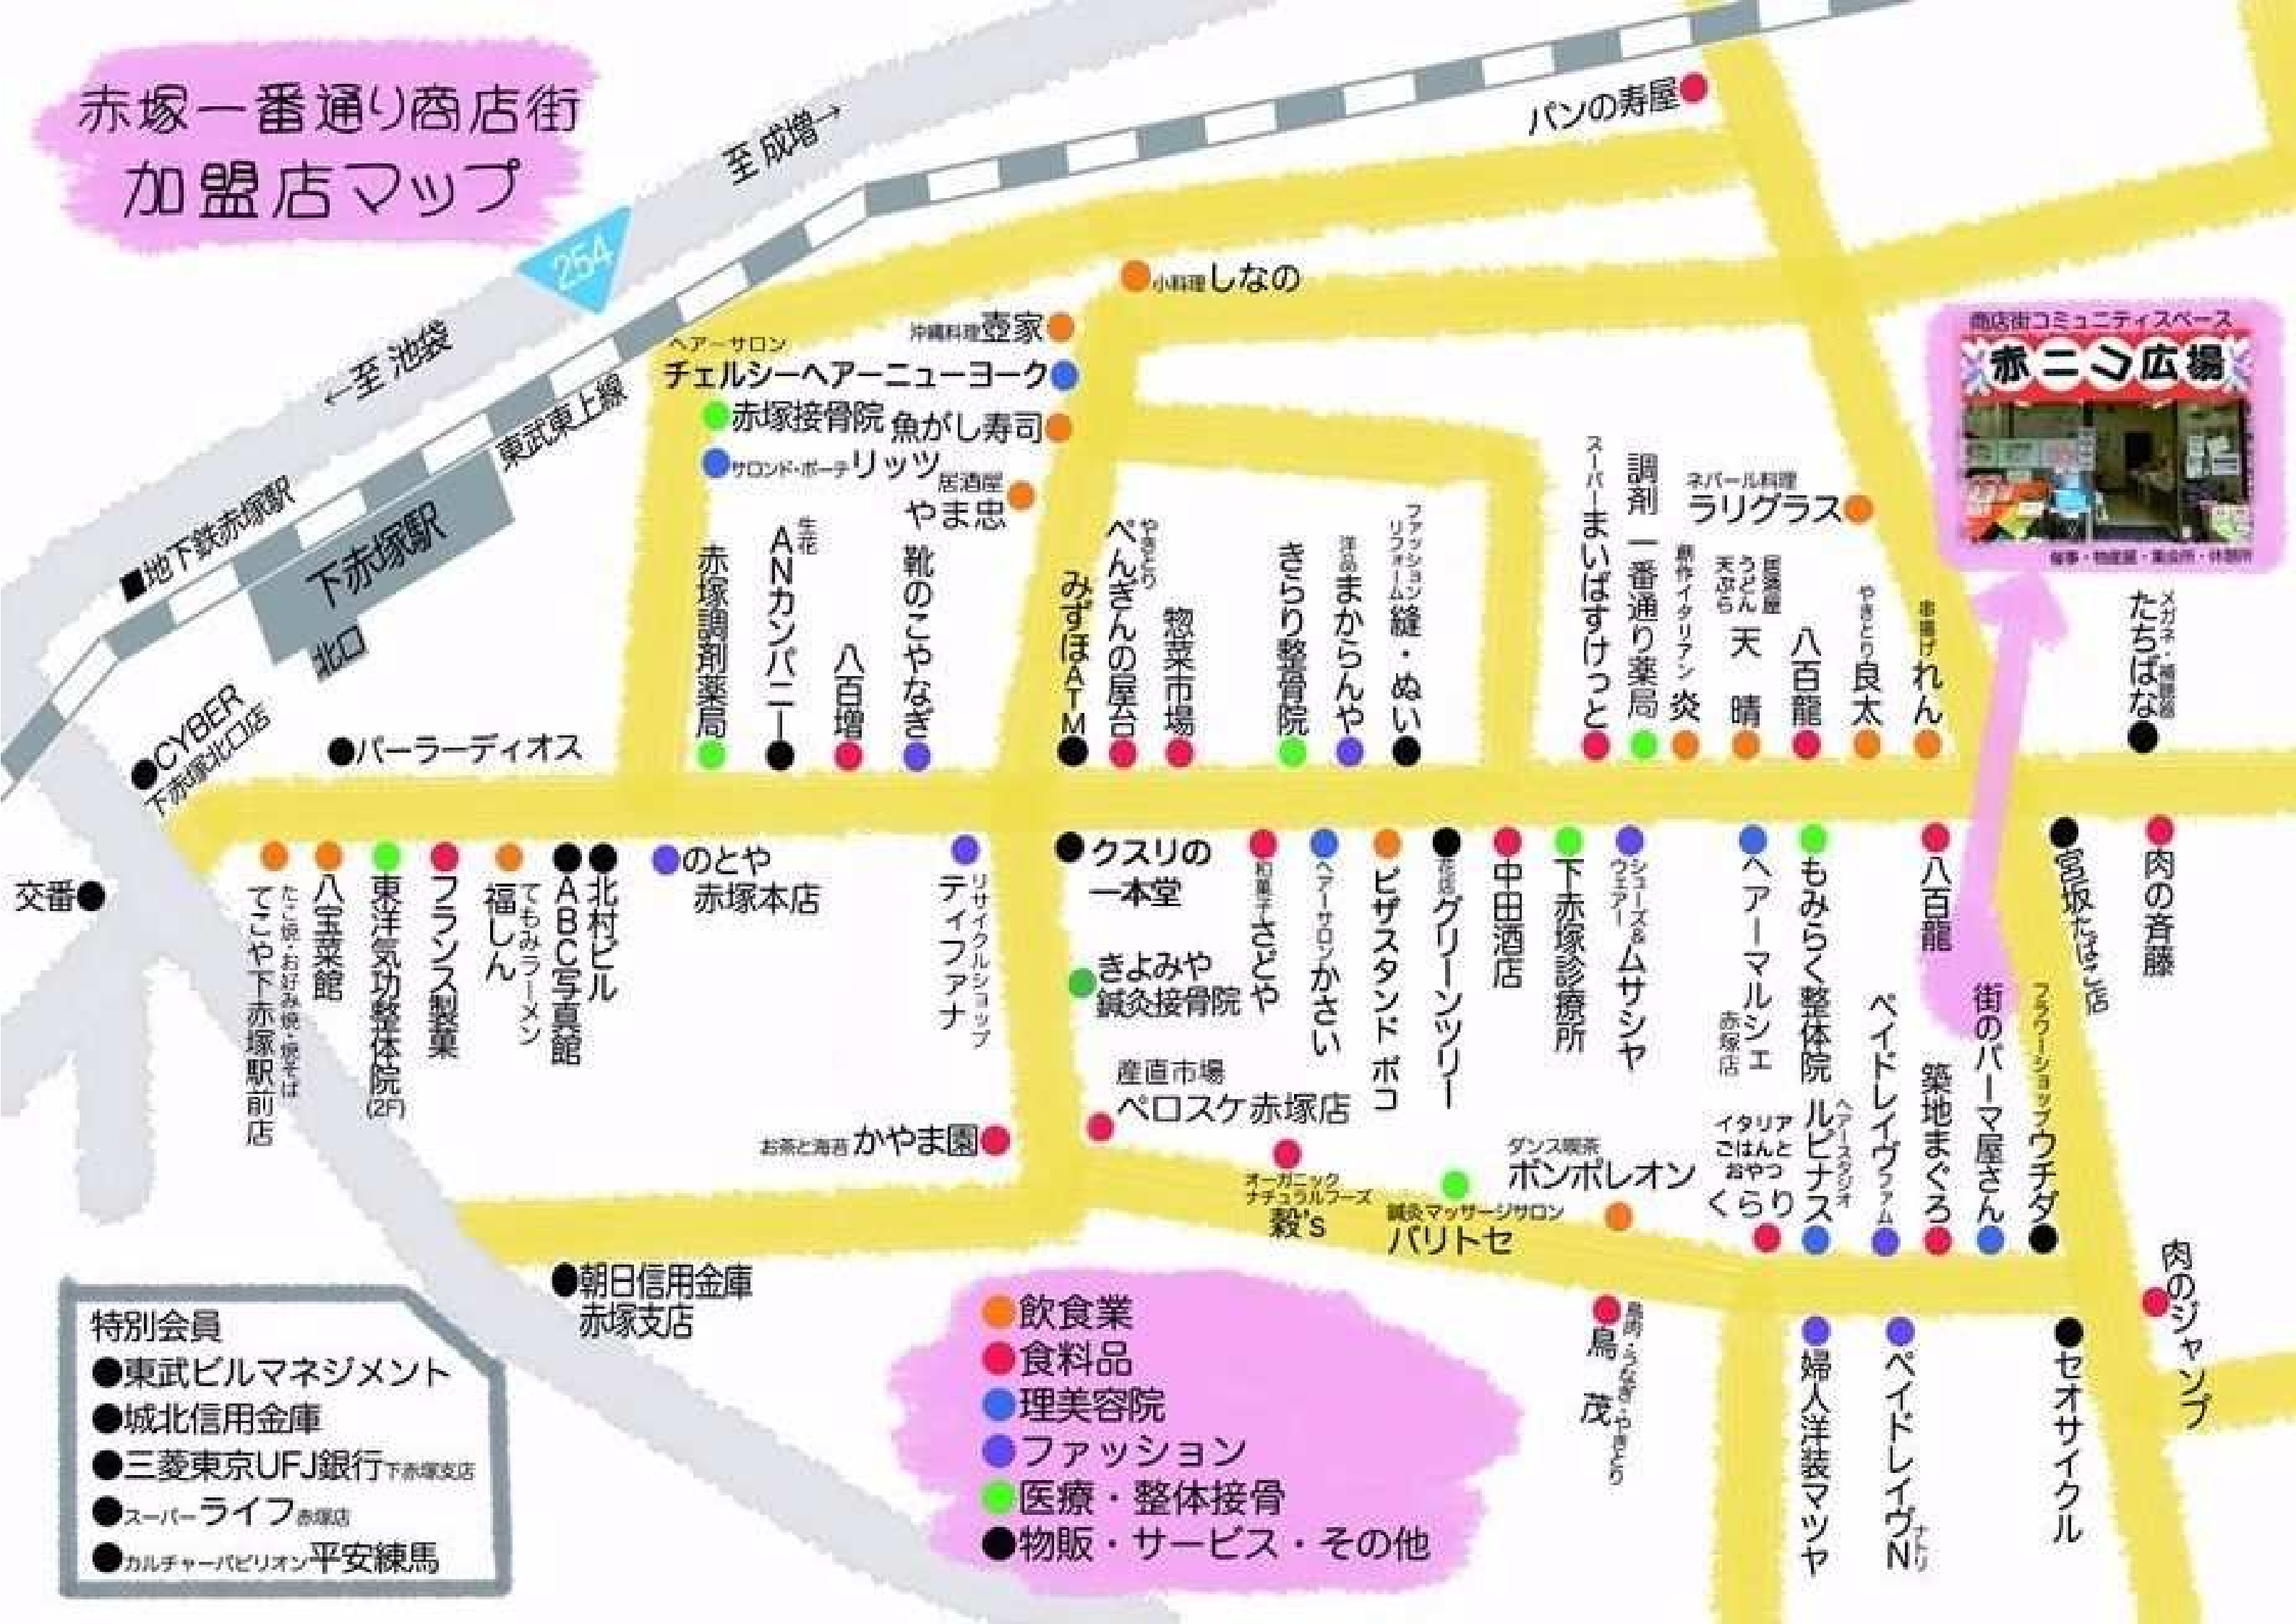 赤塚一番通り商店街
加盟店マップ
至 成増→
254
←至 池袋
東武東上線
■地下鉄赤塚駅
下赤塚駅
北口
パンの寿屋
小料理しなの
沖縄料理壺家
ヘアーサロン
チェルシーヘアーニューヨーク
赤塚接骨院
魚がし寿司
サロンド・ボーテ リッツ
居酒屋
やま忠
商店街コミュニティスペース
赤ニコ広場
催事・物産展・集会所・休憩所
CYBER
下赤塚北口店
パーラーディオス
赤塚調剤薬局
生花
ANカンパニー
八百増
靴のこやなぎ
みずほATM
やきとり
ぺんぎんの屋台
惣菜市場
きらり整骨院
洋品まからんや
ファッション
リフォーム縫・ぬい
スーパーまいばすけっと
調剤 一番通り薬局
創作イタリアン 炎
ネパール料理
ラリグラス
居酒屋
うどん
天ぷら
天晴
八百龍
やきとり良太
串揚げれん
メガネ・補聴器
たちばな
交番
たこ焼・お好み焼・焼そば
てこや下赤塚駅前店
八宝菜館
東洋気功整体院(2F)
フランス製菓
てもみラーメン
福しん
ABC写真館
北村ビル
のとや
赤塚本店
リサイクルショップ
ティファナ
クスリの
一本堂
きよみや
鍼灸接骨院
和菓子さどや
ヘアーサロンかさい
ピザスタンド ポコ
花店グリーンツリー
中田酒店
下赤塚診療所
シューズ&
ウェアームサシヤ
ヘアーマルシェ
赤塚店
もみらく整体院
八百龍
宮坂たばこ店
肉の斉藤
お茶と海苔 かやま園
産直市場
ペロスケ赤塚店
オーガニック
ナチュラルフーズ
穀's
鍼灸マッサージサロン
バリトセ
ダンス喫茶
ボンボレオン
イタリア
ごはんと
おやつ
くらり
ヘアースタジオ
ルビナス
ペイドレイヴファム
築地まぐろ
街のパーマ屋さん
フラワーショップウチダ
朝日信用金庫
赤塚支店
鳥肉・うなぎ・やきとり
鳥茂
婦人洋装マツヤ
ペイドレイヴNナトリ
セオサイクル
肉のジャンプ
特別会員
●東武ビルマネジメント
●城北信用金庫
●三菱東京UFJ銀行下赤塚支店
●スーパーライフ赤塚店
●カルチャーパビリオン平安練馬
●飲食業
●食料品
●理美容院
●ファッション
●医療・整体接骨
●物販・サービス・その他